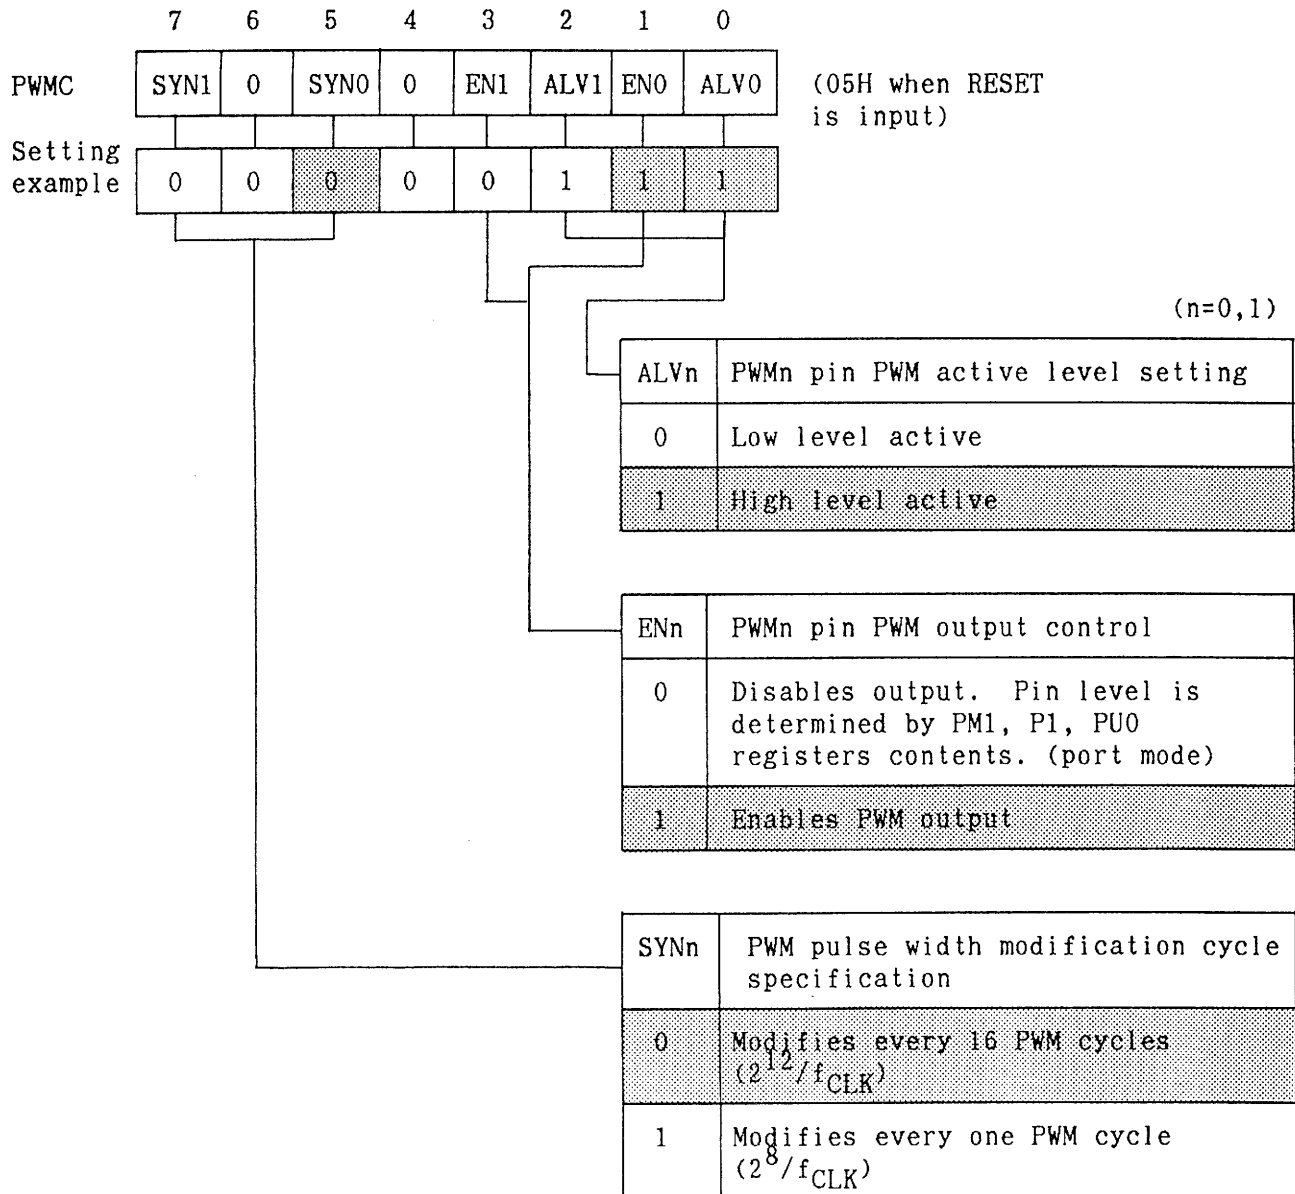 7 6 5 4 3 2 1 0
PWMC SYN1 0 SYN0 0 EN1 ALV1 EN0 ALV0 (05H when RESET
is input)
Setting
example 0 0 0 0 0 1 1 1
(n=0,1)
ALVn PWMn pin PWM active level setting
0 Low level active
1 High level active
ENn PWMn pin PWM output control
0 Disables output. Pin level is
determined by PM1, P1, PU0
registers contents. (port mode)
1 Enables PWM output
SYNn PWM pulse width modification cycle
specification
0 Modifies every 16 PWM cycles
(2^12/fCLK)
1 Modifies every one PWM cycle
(2^8/fCLK)